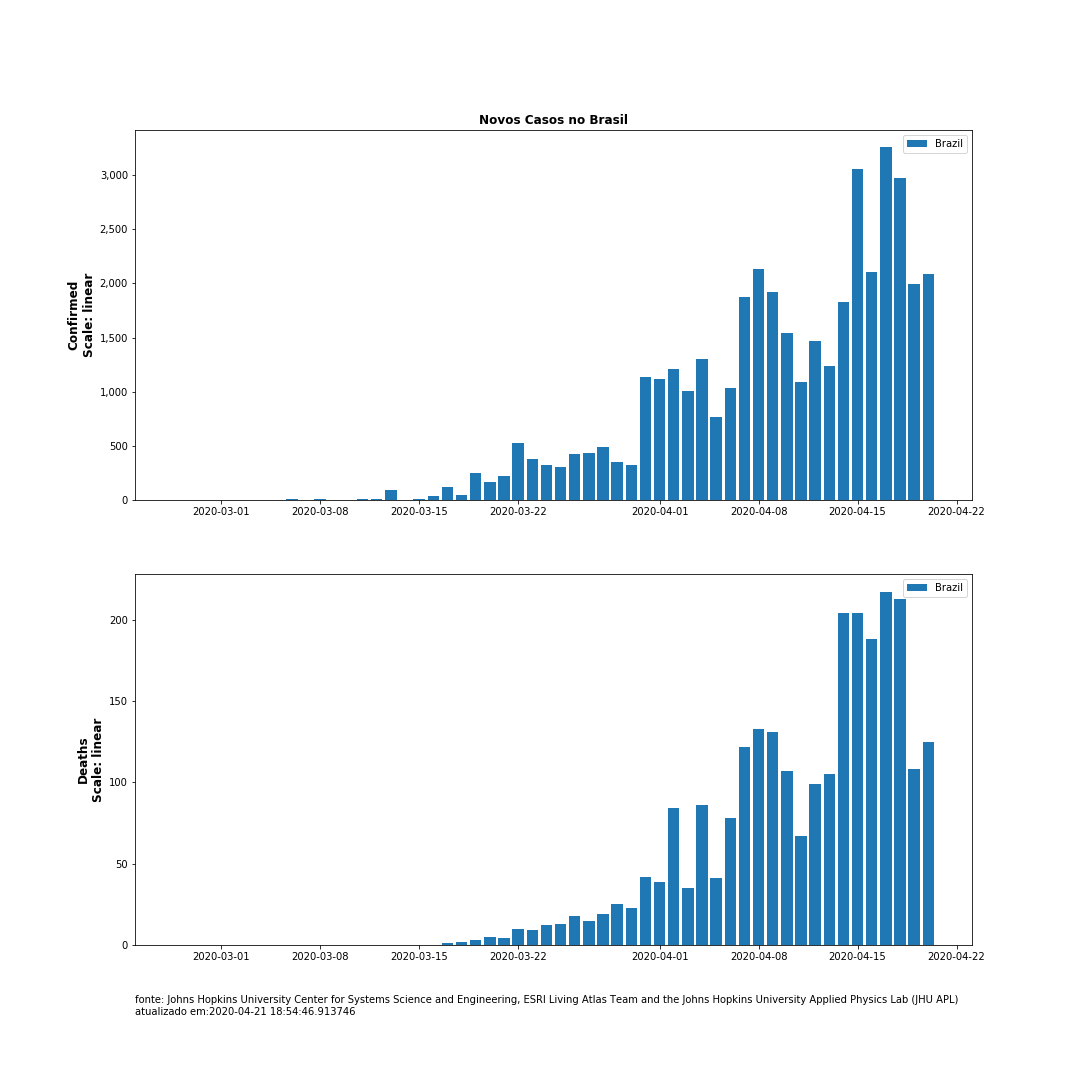 Novos Casos no Brasil
Brazil
Confirmed
Scale: linear
3,000
2,500
2,000
1,500
1,000
500
0
2020-03-01 2020-03-08 2020-03-15 2020-03-22 2020-04-01 2020-04-08 2020-04-15 2020-04-22
Brazil
Deaths
Scale: linear
200
150
100
50
0
2020-03-01 2020-03-08 2020-03-15 2020-03-22 2020-04-01 2020-04-08 2020-04-15 2020-04-22
fonte: Johns Hopkins University Center for Systems Science and Engineering, ESRI Living Atlas Team and the Johns Hopkins University Applied Physics Lab (JHU APL)
atualizado em:2020-04-21 18:54:46.913746